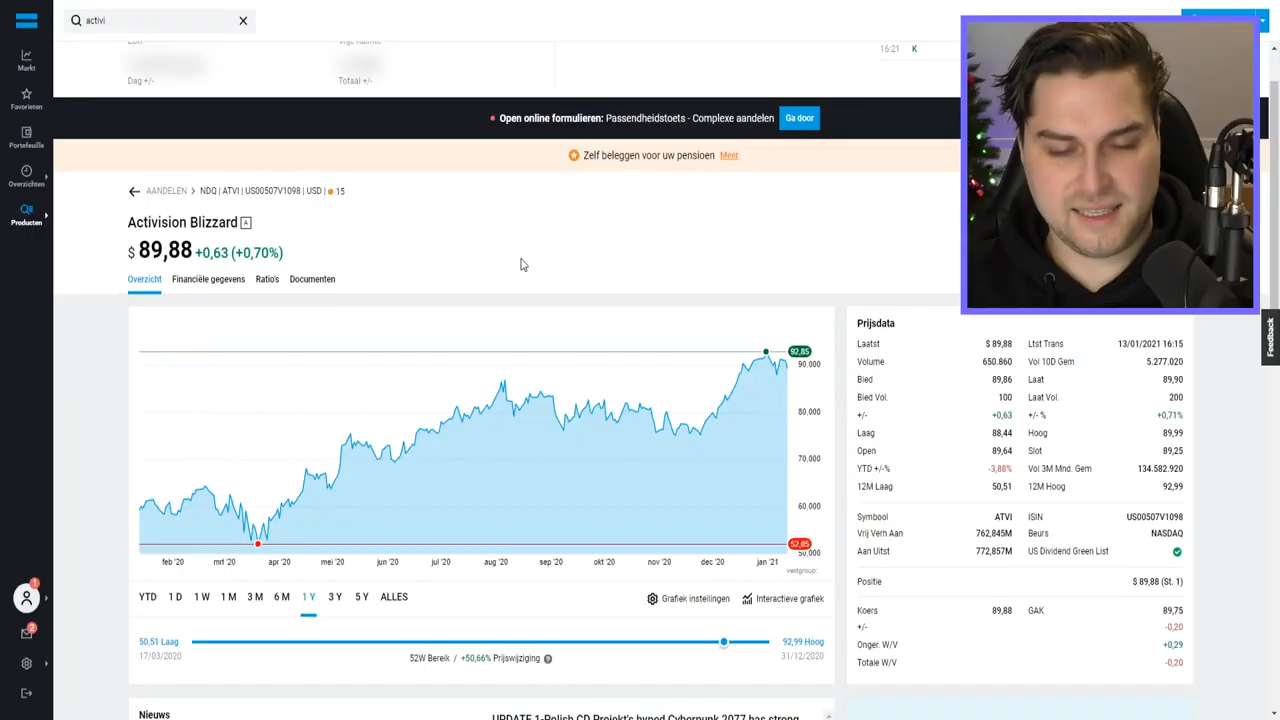 activi
Markt
Favorieten
Portefeuille
Overzichten
Producten
Vrije Ruimte
Dag +/-
Totaal +/-
16:21 K
Open online formulieren: Passendheidstoets - Complexe aandelen
Ga door
Zelf beleggen voor uw pensioen Meer
AANDELEN > NDQ | ATVI | US00507V1098 | USD | 15
Activision Blizzard A
$ 89,88 +0,63 (+0,70%)
Overzicht Financiële gegevens Ratio's Documenten
92,85
90,000
80,000
70,000
60,000
52,05
50,000
feb '20 mrt '20 apr '20 mei '20 jun '20 jul '20 aug '20 sep '20 okt '20 nov '20 dec '20 jan '21
vwdgroup:
YTD 1 D 1 W 1 M 3 M 6 M 1 Y 3 Y 5 Y ALLES
Grafiek instellingen
Interactieve grafiek
50,51 Laag
92,99 Hoog
17/03/2020
52W Bereik / +50,66% Prijswijziging ?
31/12/2020
Nieuws
UPDATE 1-Polish CD Projekt's hyped Cyberpunk 2077 has strong
Prijsdata
Laatst $ 89,88 Ltst Trans 13/01/2021 16:15
Volume 650.860 Vol 10D Gem 5.277.020
Bied 89,86 Laat 89,90
Bied Vol. 100 Laat Vol. 200
+/- +0,63 +/- % +0,71%
Laag 88,44 Hoog 89,99
Open 89,64 Slot 89,25
YTD +/-% -3,88% Vol 3M Mnd. Gem 134.582.920
12M Laag 50,51 12M Hoog 92,99
Symbool ATVI ISIN US00507V1098
Vrij Verh Aan 762,845M Beurs NASDAQ
Aan Uitst 772,857M US Dividend Green List
Positie $ 89,88 (St. 1)
Koers 89,88 GAK 89,75
+/- -0,20
Onger. W/V +0,29
Totale W/V -0,20
Feedback
1
2